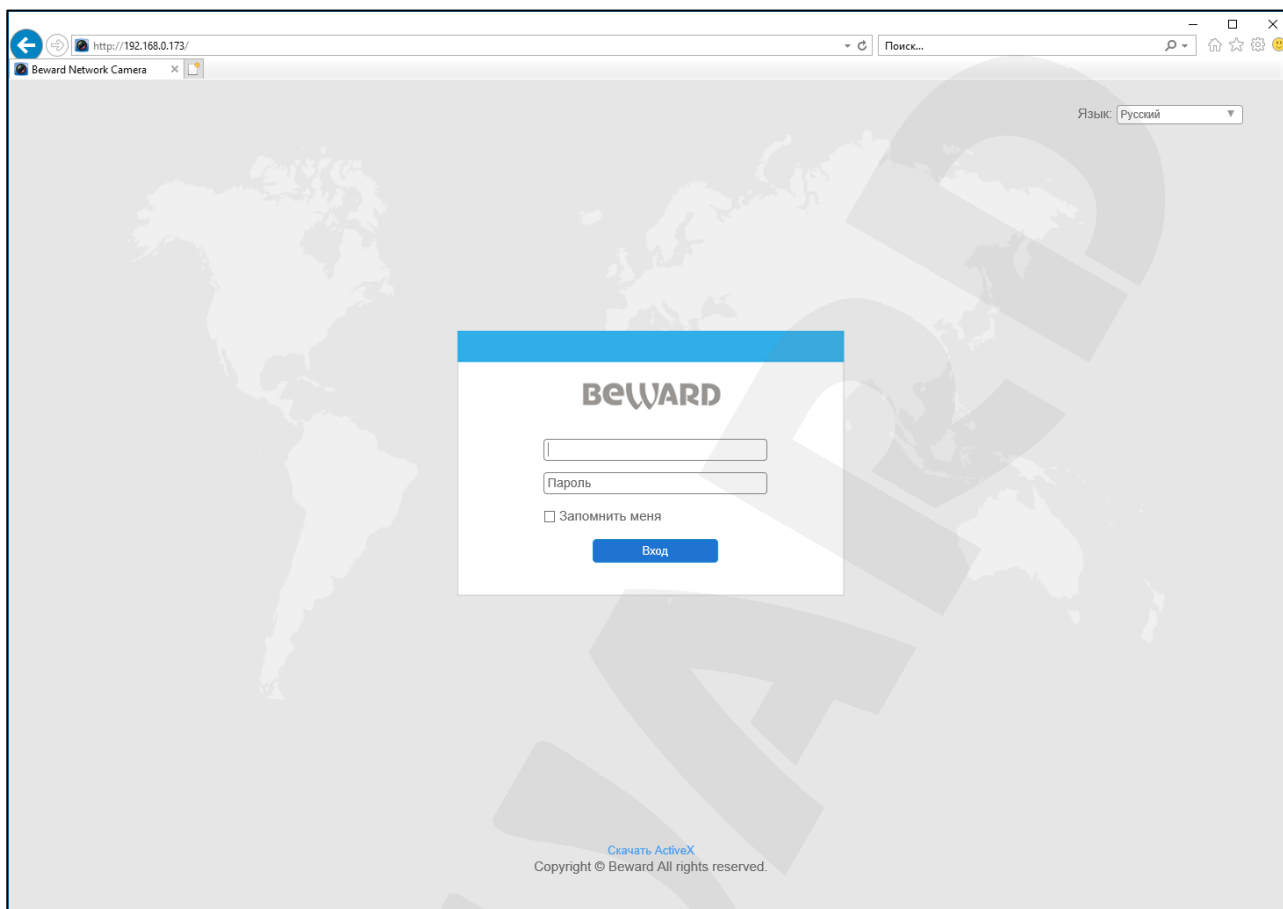 http://192.168.0.173/
Поиск...
Beward Network Camera
Язык: Русский
BEWARD
Пароль
Запомнить меня
Вход
Скачать ActiveX
Copyright © Beward All rights reserved.